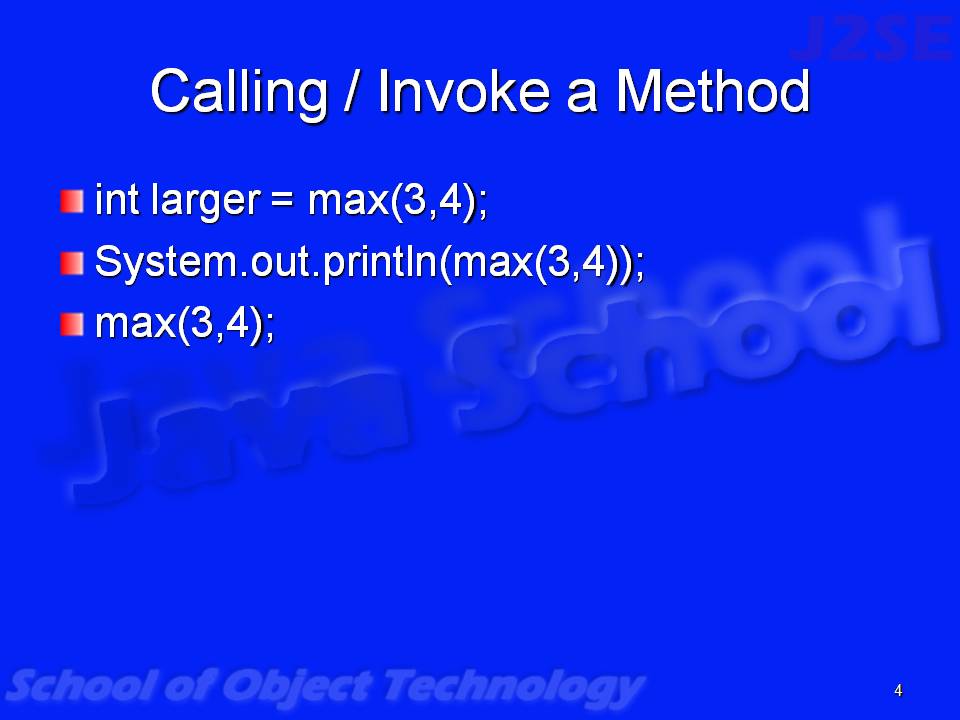 J2SE
Calling / Invoke a Method
int larger = max(3,4);
System.out.println(max(3,4));
max(3,4);
Java School
School of Object Technology
4